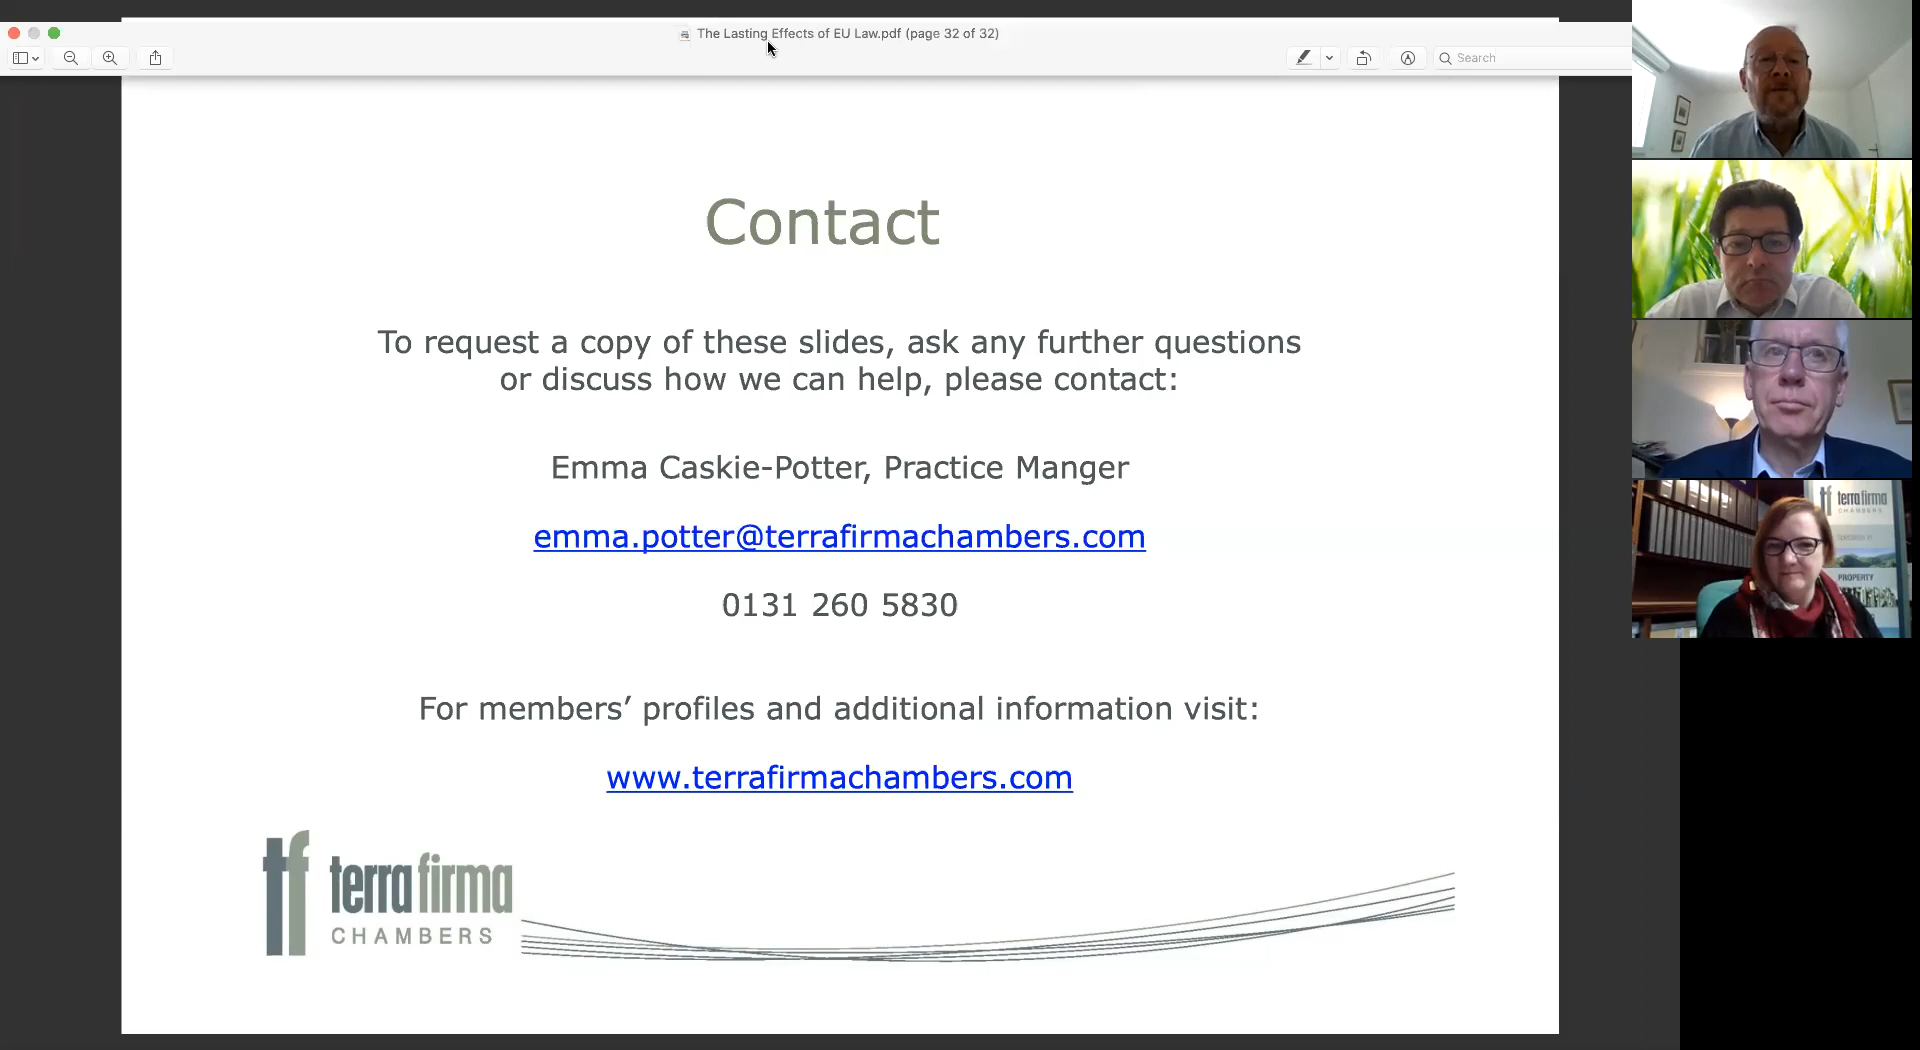 The Lasting Effects of EU Law.pdf (page 32 of 32)
Search
Contact
To request a copy of these slides, ask any further questions
or discuss how we can help, please contact:
Emma Caskie-Potter, Practice Manger
emma.potter@terrafirmachambers.com
0131 260 5830
For members’ profiles and additional information visit:
www.terrafirmachambers.com
tf terra firma
CHAMBERS
tf terra firma
CHAMBERS
PROPERTY